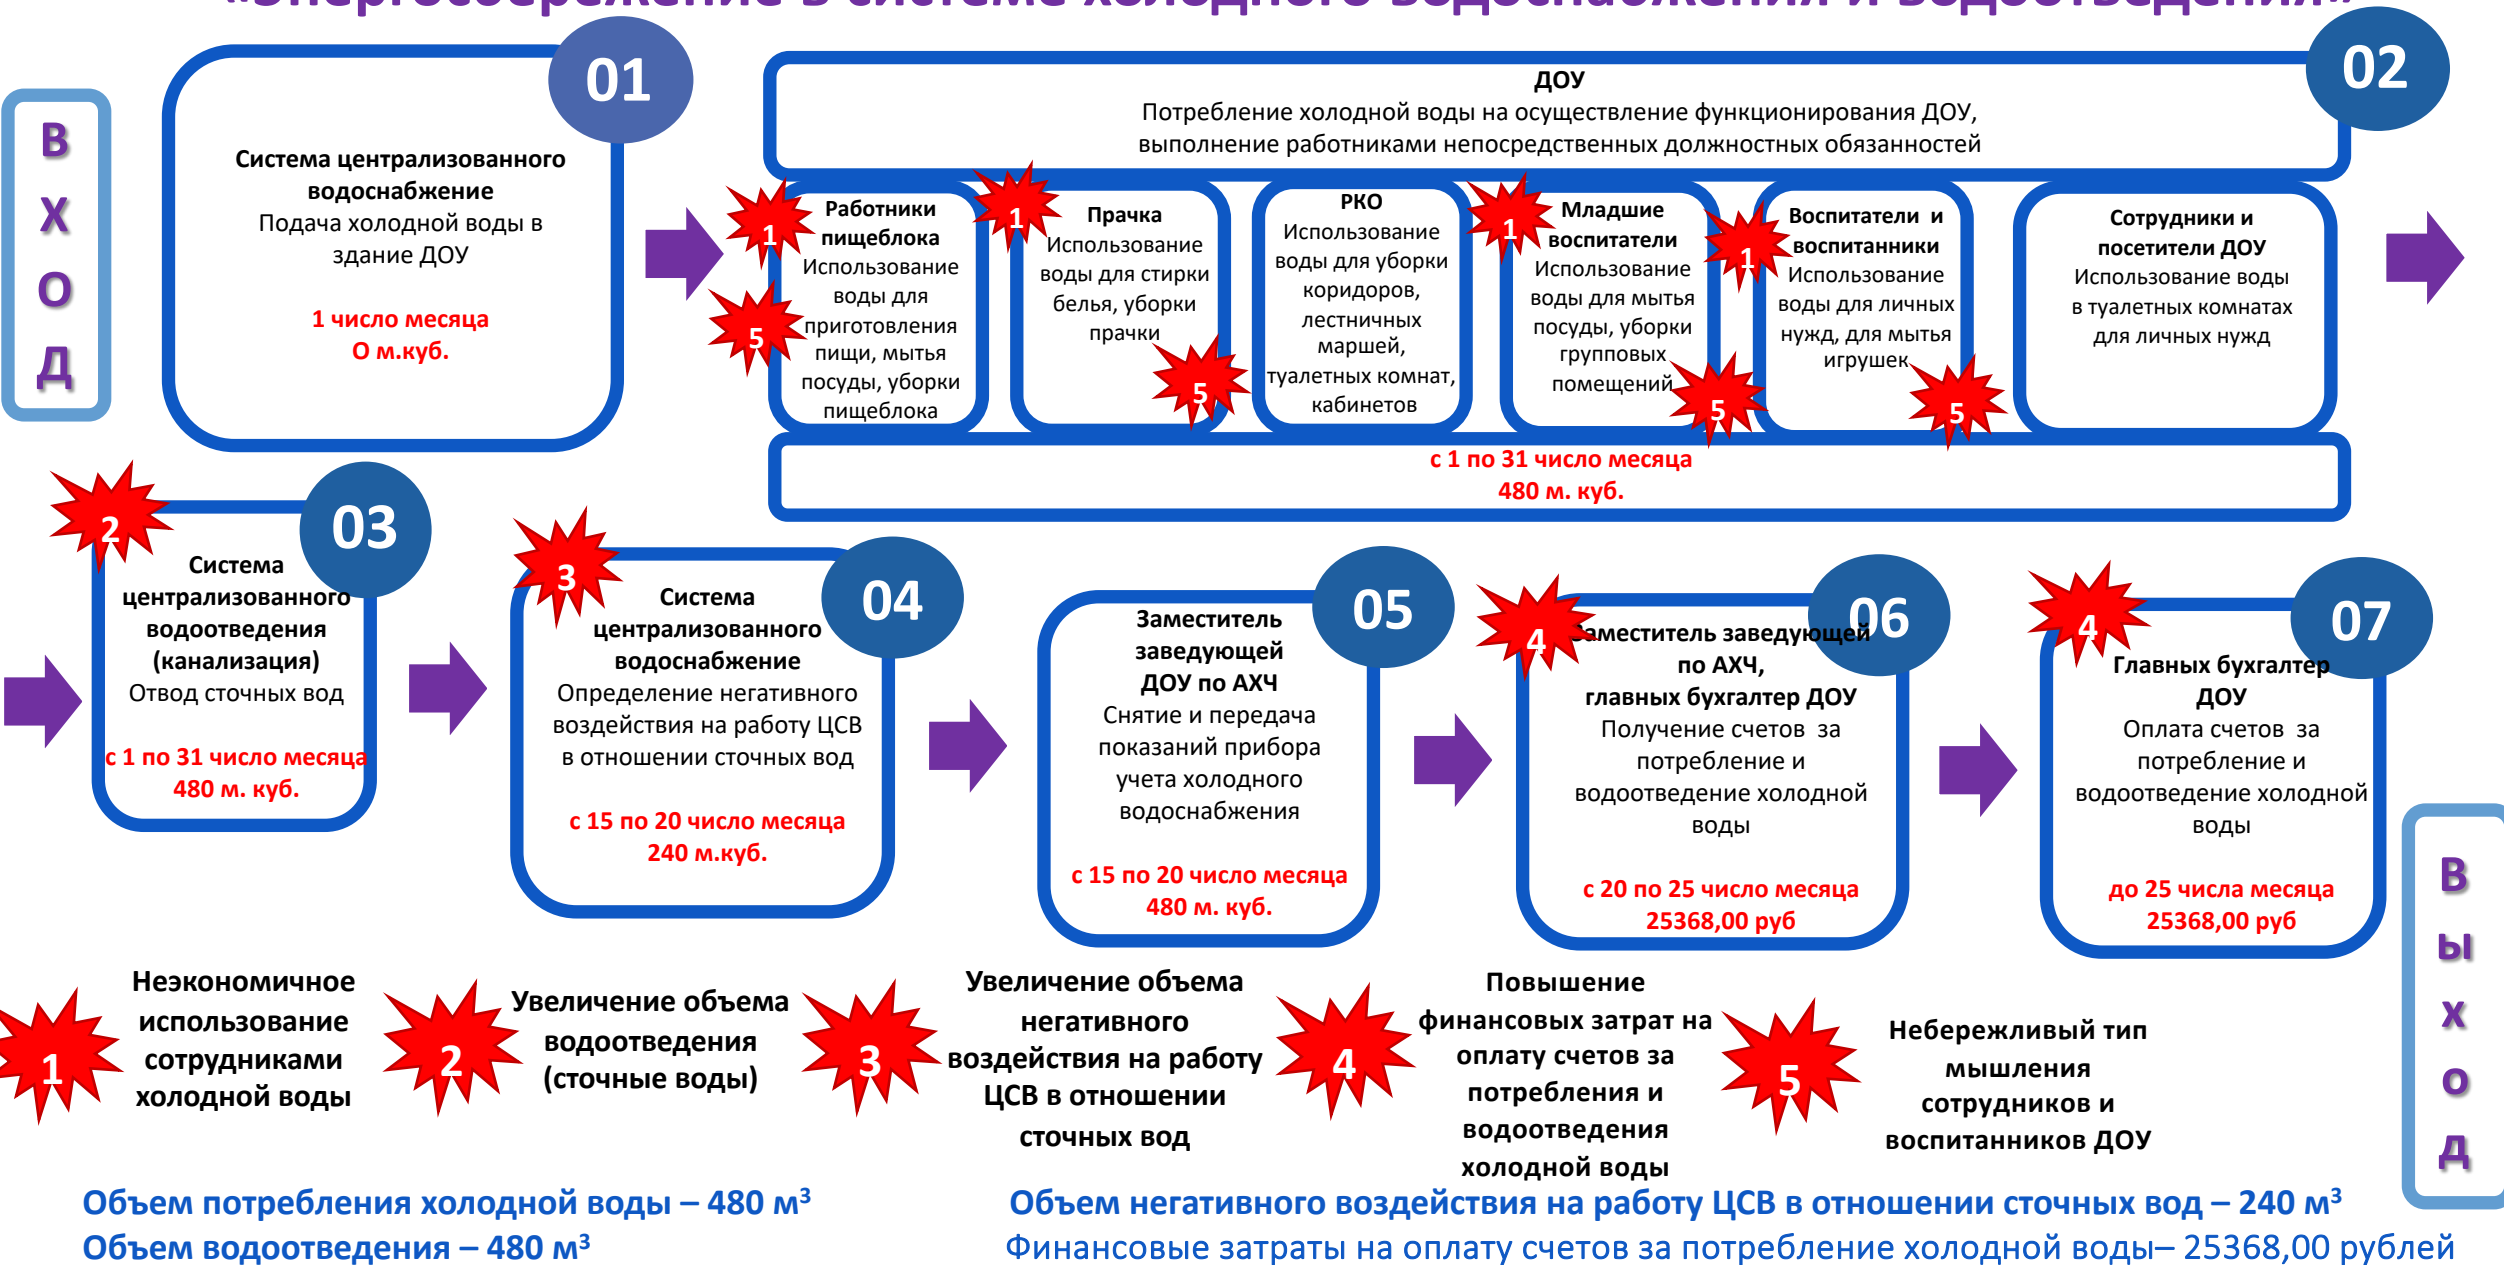 «Энергосбережение в системе холодного водоснабжения и водоотведения»
В
Х
О
Д
01
Система централизованного
водоснабжение
Подача холодной воды в
здание ДОУ
1 число месяца
О м.куб.
02
ДОУ
Потребление холодной воды на осуществление функционирования ДОУ,
выполнение работниками непосредственных должностных обязанностей
1
5
Работники
пищеблока
Использование
воды для
приготовления
пищи, мытья
посуды, уборки
пищеблока
1
Прачка
Использование
воды для стирки
белья, уборки
прачки
5
РКО
Использование
воды для уборки
коридоров,
лестничных
маршей,
туалетных комнат,
кабинетов
1
Младшие
воспитатели
Использование
воды для мытья
посуды, уборки
групповых
помещений
5
1
Воспитатели и
воспитанники
Использование
воды для личных
нужд, для мытья
игрушек
5
Сотрудники и
посетители ДОУ
Использование воды
в туалетных комнатах
для личных нужд
с 1 по 31 число месяца
480 м. куб.
2
03
Система
централизованного
водоотведения
(канализация)
Отвод сточных вод
с 1 по 31 число месяца
480 м. куб.
3
04
Система
централизованного
водоснабжение
Определение негативного
воздействия на работу ЦСВ
в отношении сточных вод
с 15 по 20 число месяца
240 м.куб.
05
Заместитель
заведующей
ДОУ по АХЧ
Снятие и передача
показаний прибора
учета холодного
водоснабжения
с 15 по 20 число месяца
480 м. куб.
4
06
Заместитель заведующей
по АХЧ,
главных бухгалтер ДОУ
Получение счетов за
потребление и
водоотведение холодной
воды
с 20 по 25 число месяца
25368,00 руб
4
07
Главных бухгалтер
ДОУ
Оплата счетов за
потребление и
водоотведение холодной
воды
до 25 числа месяца
25368,00 руб
В
ы
х
о
д
1
Неэкономичное
использование
сотрудниками
холодной воды
2
Увеличение объема
водоотведения
(сточные воды)
3
Увеличение объема
негативного
воздействия на работу
ЦСВ в отношении
сточных вод
4
Повышение
финансовых затрат на
оплату счетов за
потребления и
водоотведения
холодной воды
5
Небережливый тип
мышления
сотрудников и
воспитанников ДОУ
Объем потребления холодной воды – 480 м³
Объем водоотведения – 480 м³
Объем негативного воздействия на работу ЦСВ в отношении сточных вод – 240 м³
Финансовые затраты на оплату счетов за потребление холодной воды– 25368,00 рублей